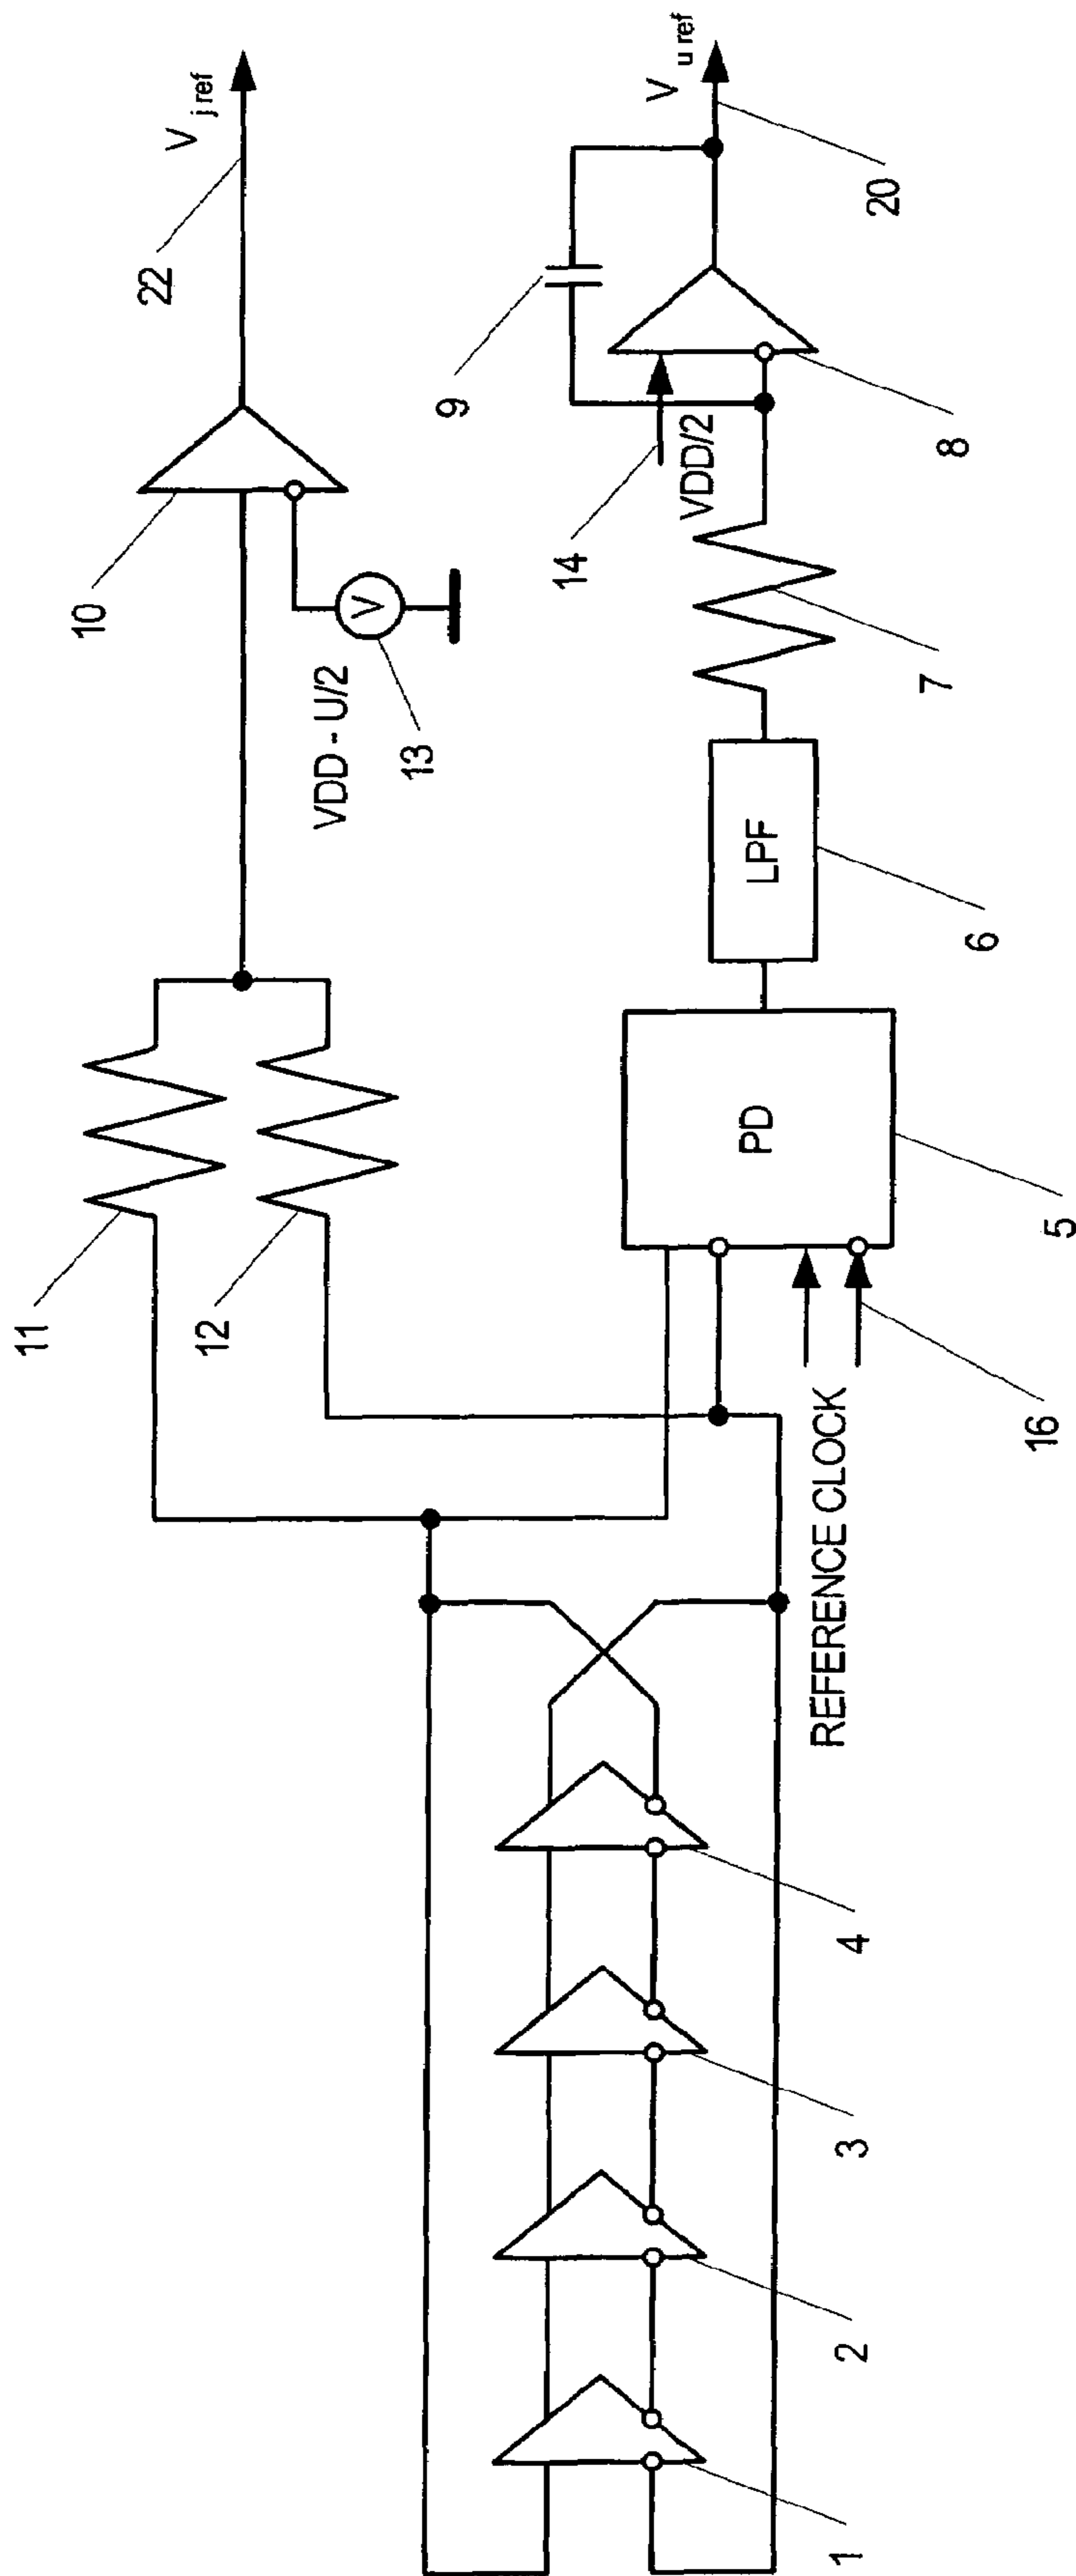 V j ref
22
10
VDD - U/2
13
V
11
12
V u ref
20
9
14
VDD/2
8
7
LPF
6
PD
5
REFERENCE CLOCK
16
1
2
3
4